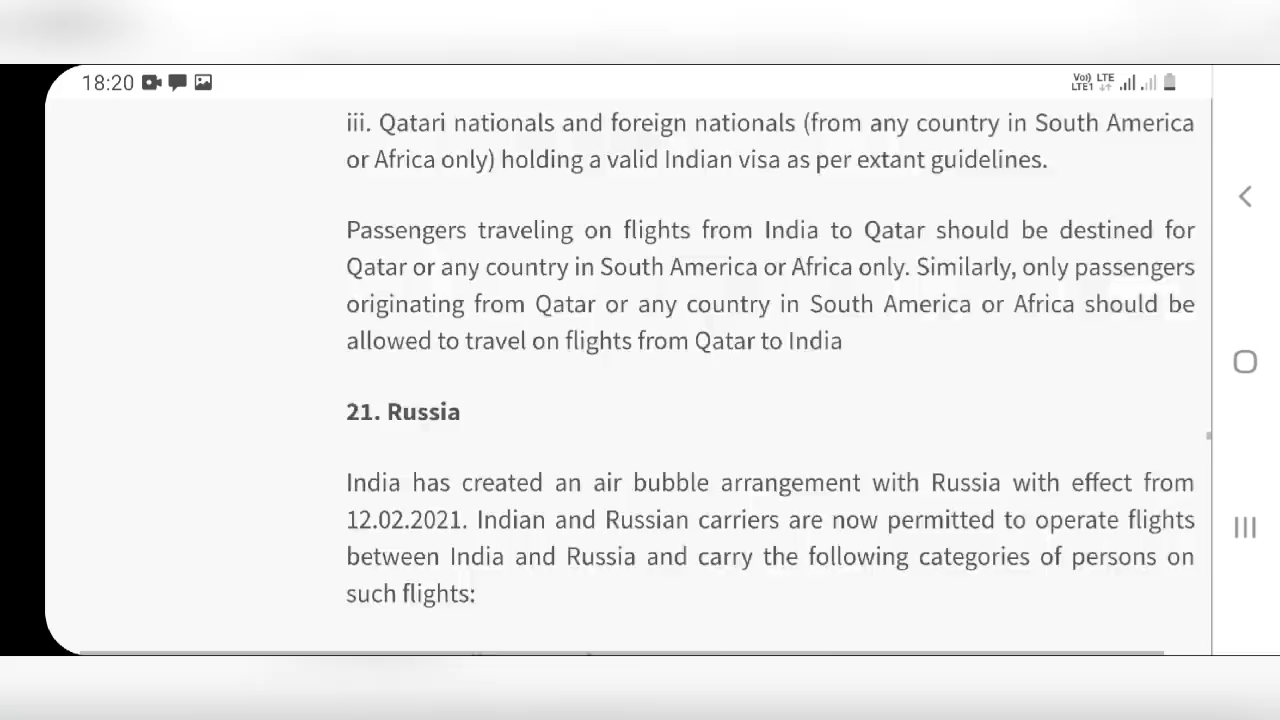 18:20
Vo) LTE
LTE1
iii. Qatari nationals and foreign nationals (from any country in South America
or Africa only) holding a valid Indian visa as per extant guidelines.
Passengers traveling on flights from India to Qatar should be destined for
Qatar or any country in South America or Africa only. Similarly, only passengers
originating from Qatar or any country in South America or Africa should be
allowed to travel on flights from Qatar to India
21. Russia
India has created an air bubble arrangement with Russia with effect from
12.02.2021. Indian and Russian carriers are now permitted to operate flights
between India and Russia and carry the following categories of persons on
such flights: